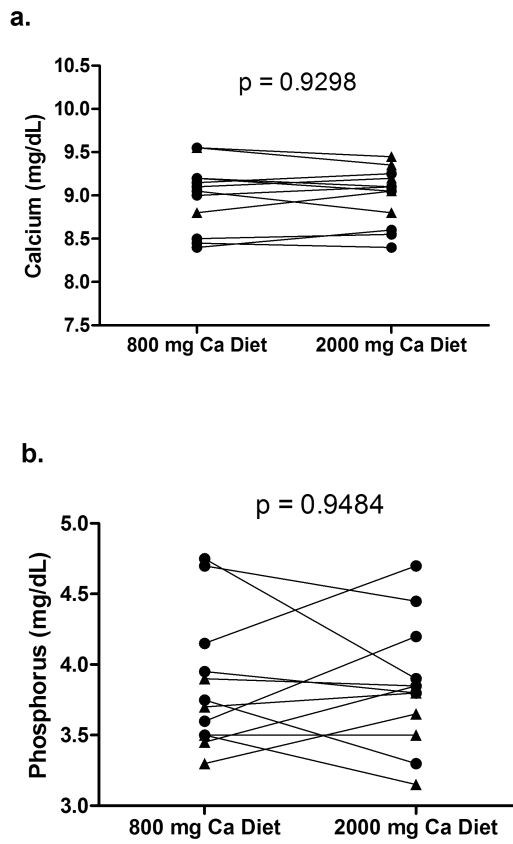 a.
p = 0.9298
Calcium (mg/dL)
10.5
10.0
9.5
9.0
8.5
8.0
7.5
800 mg Ca Diet 2000 mg Ca Diet
b.
p = 0.9484
Phosphorus (mg/dL)
5.0
4.5
4.0
3.5
3.0
800 mg Ca Diet 2000 mg Ca Diet